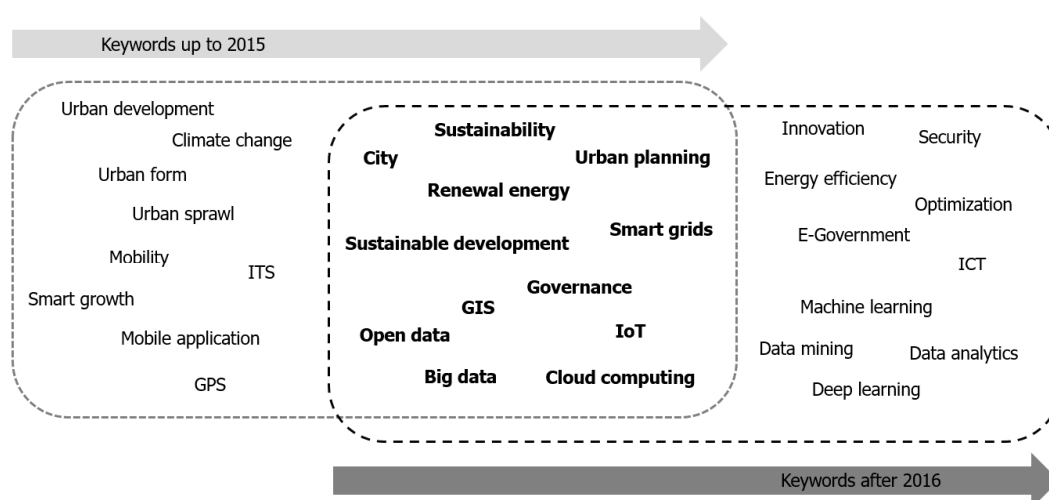 Keywords up to 2015
Urban development
Climate change
Urban form
Urban sprawl
Mobility
ITS
Smart growth
Mobile application
GPS
Sustainability
City
Urban planning
Renewal energy
Smart grids
Sustainable development
Governance
GIS
Open data
IoT
Big data
Cloud computing
Innovation
Security
Energy efficiency
Optimization
E-Government
ICT
Machine learning
Data mining
Data analytics
Deep learning
Keywords after 2016